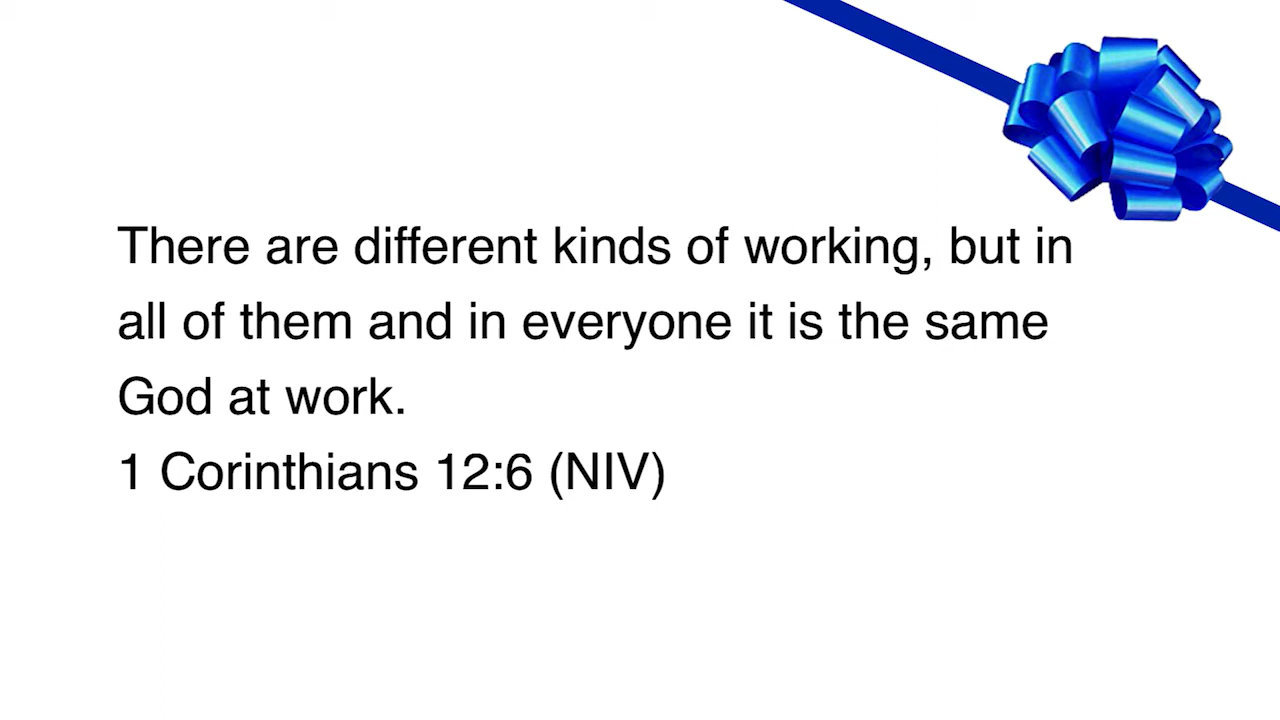 There are different kinds of working, but in
all of them and in everyone it is the same
God at work.
1 Corinthians 12:6 (NIV)